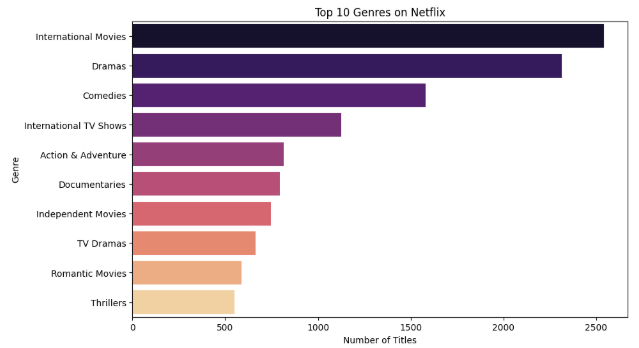 Top 10 Genres on Netflix
International Movies
Dramas
Comedies
International TV Shows
Action & Adventure
Documentaries
Independent Movies
TV Dramas
Romantic Movies
Thrillers
Genre
0 500 1000 1500 2000 2500
Number of Titles